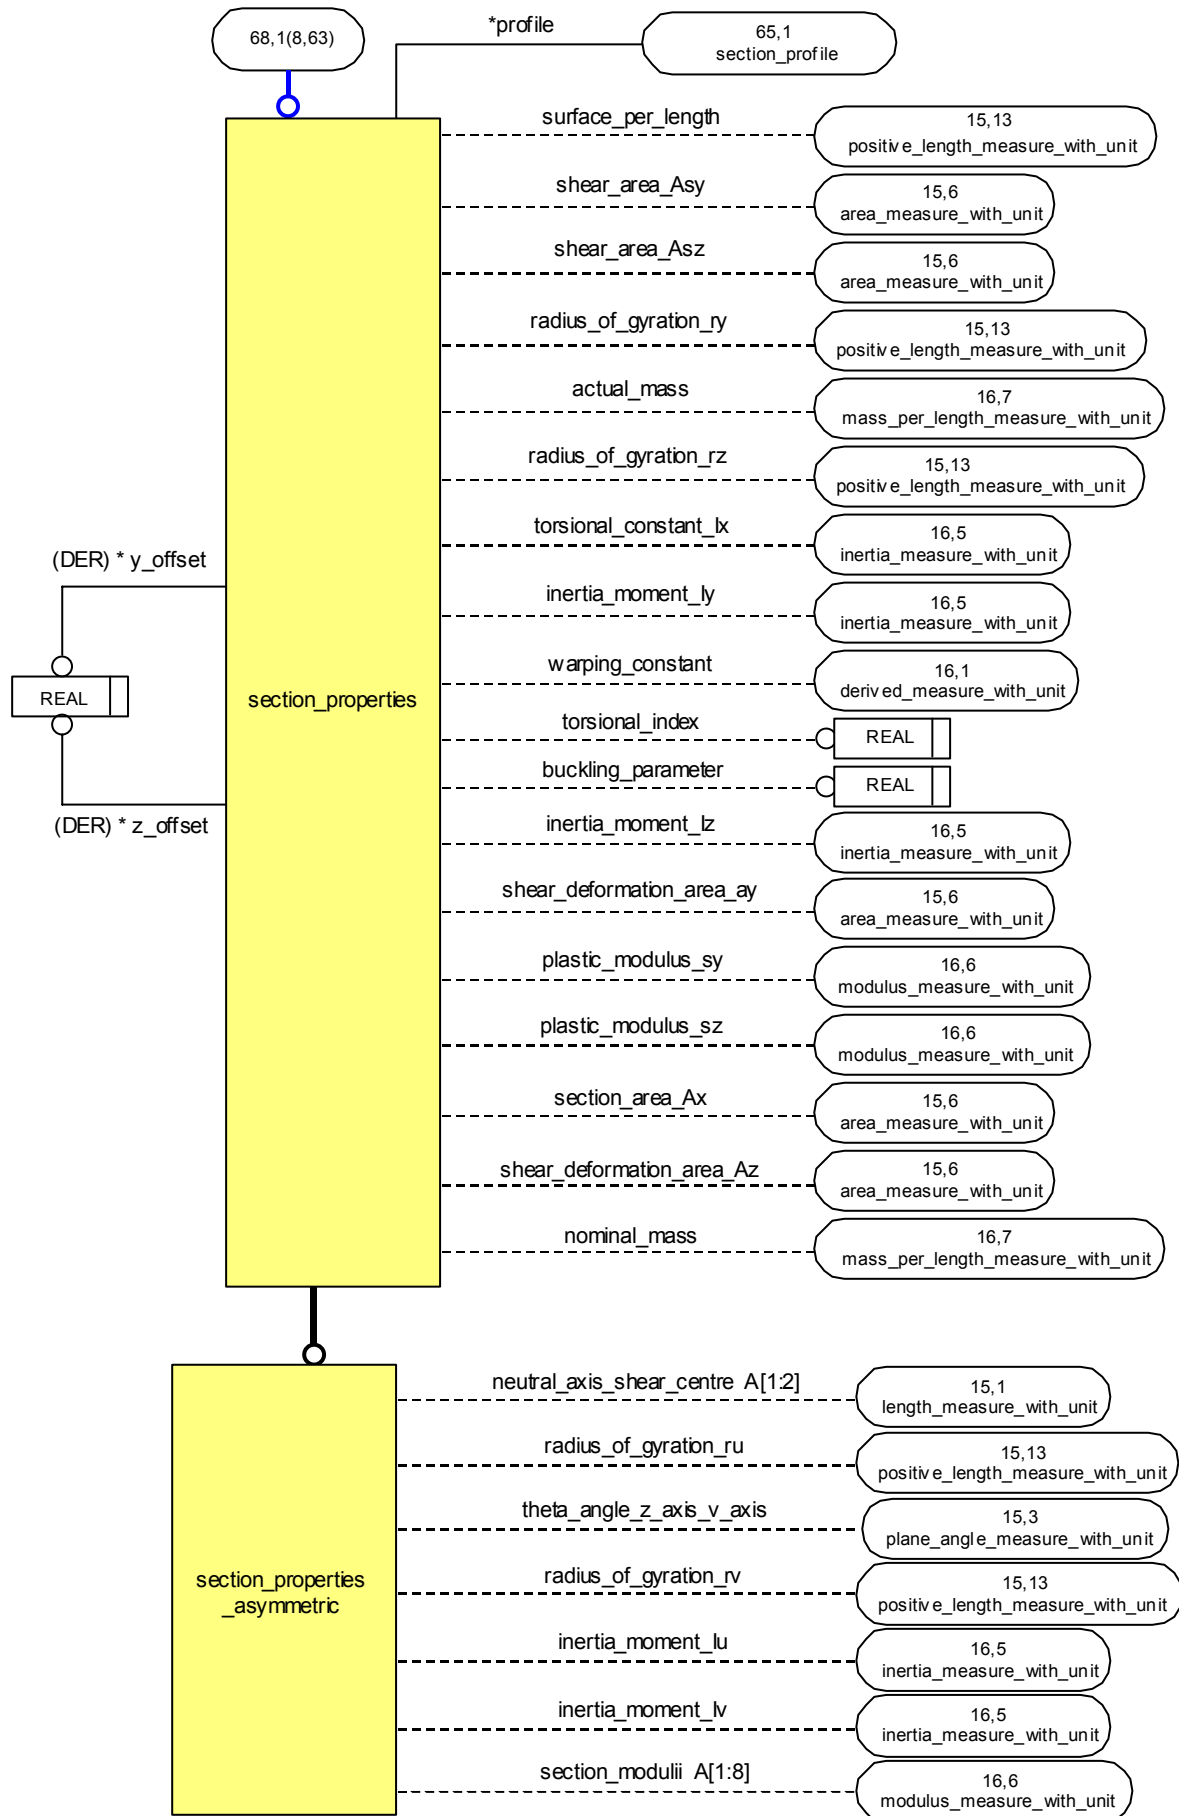 68,1(8,63)
*profile
65,1
section_profile
surface_per_length
15,13
positive_length_measure_with_unit
shear_area_Asy
15,6
area_measure_with_unit
shear_area_Asz
15,6
area_measure_with_unit
radius_of_gyration_ry
15,13
positive_length_measure_with_unit
actual_mass
16,7
mass_per_length_measure_with_unit
radius_of_gyration_rz
15,13
positive_length_measure_with_unit
torsional_constant_Ix
16,5
inertia_measure_with_unit
(DER) * y_offset
inertia_moment_Iy
16,5
inertia_measure_with_unit
warping_constant
16,1
derived_measure_with_unit
REAL
section_properties
torsional_index
REAL
buckling_parameter
REAL
(DER) * z_offset
inertia_moment_Iz
16,5
inertia_measure_with_unit
shear_deformation_area_ay
15,6
area_measure_with_unit
plastic_modulus_sy
16,6
modulus_measure_with_unit
plastic_modulus_sz
16,6
modulus_measure_with_unit
section_area_Ax
15,6
area_measure_with_unit
shear_deformation_area_Az
15,6
area_measure_with_unit
nominal_mass
16,7
mass_per_length_measure_with_unit
neutral_axis_shear_centre A[1:2]
15,1
length_measure_with_unit
radius_of_gyration_ru
15,13
positive_length_measure_with_unit
theta_angle_z_axis_v_axis
15,3
plane_angle_measure_with_unit
section_properties
_asymmetric
radius_of_gyration_rv
15,13
positive_length_measure_with_unit
inertia_moment_Iu
16,5
inertia_measure_with_unit
inertia_moment_Iv
16,5
inertia_measure_with_unit
section_modulii A[1:8]
16,6
modulus_measure_with_unit